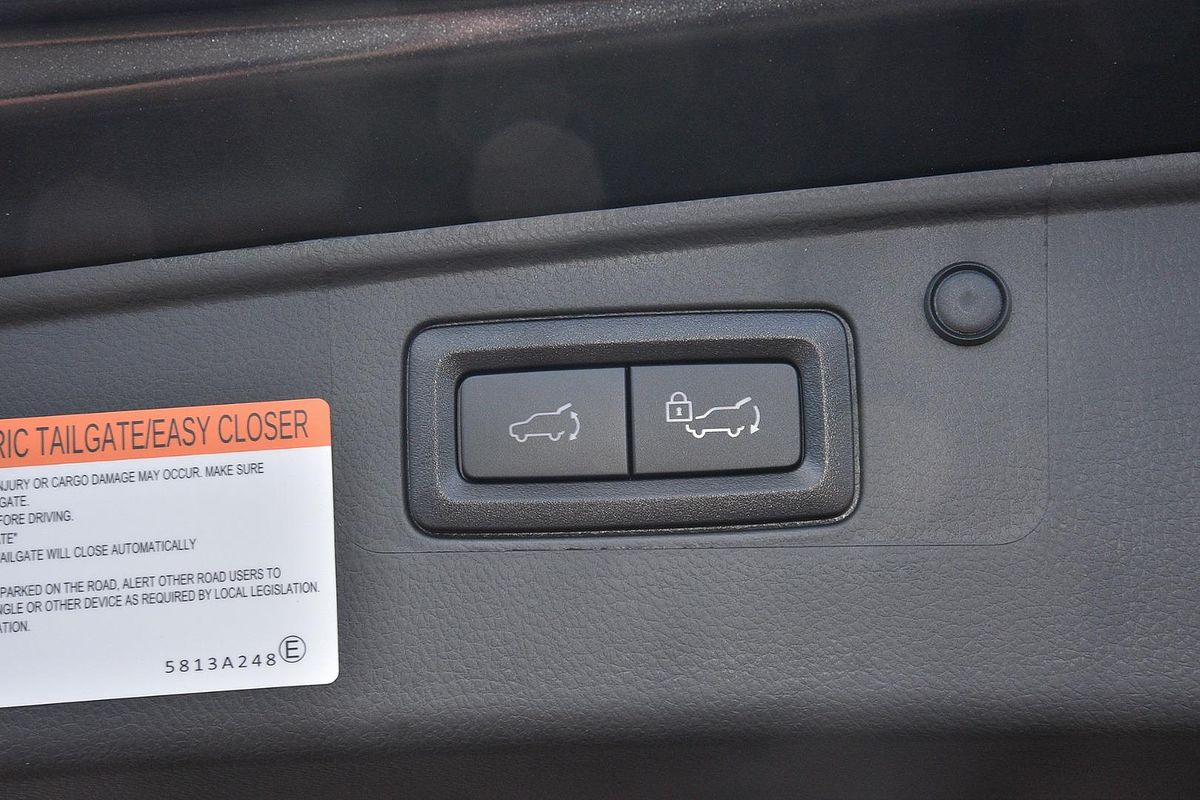 RIC TAILGATE/EASY CLOSER
NJURY OR CARGO DAMAGE MAY OCCUR. MAKE SURE
GATE.
FORE DRIVING.
ATE"
AILGATE WILL CLOSE AUTOMATICALLY
PARKED ON THE ROAD, ALERT OTHER ROAD USERS TO
NGLE OR OTHER DEVICE AS REQUIRED BY LOCAL LEGISLATION.
ATION.
5813A248 E